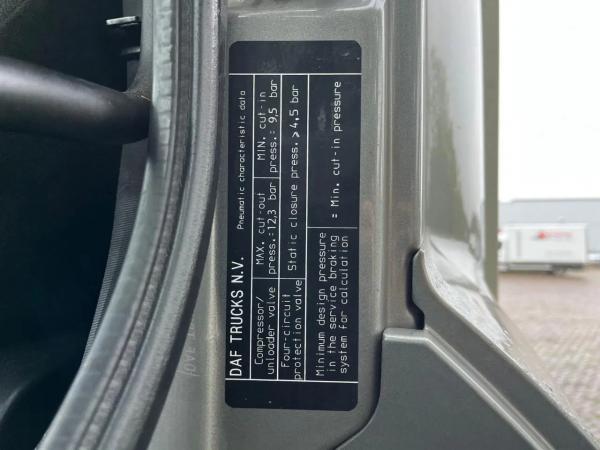 DAF TRUCKS N.V. Pneumatic characteristic data
Compressor/ MAX. cut-out MIN. cut-in
unloader valve press.=12,3 bar press.= 9,5 bar
Four-circuit
protection valve Static closure press. > 4,5 bar
Minimum design pressure
in the service braking = Min. cut-in pressure
system for calculation